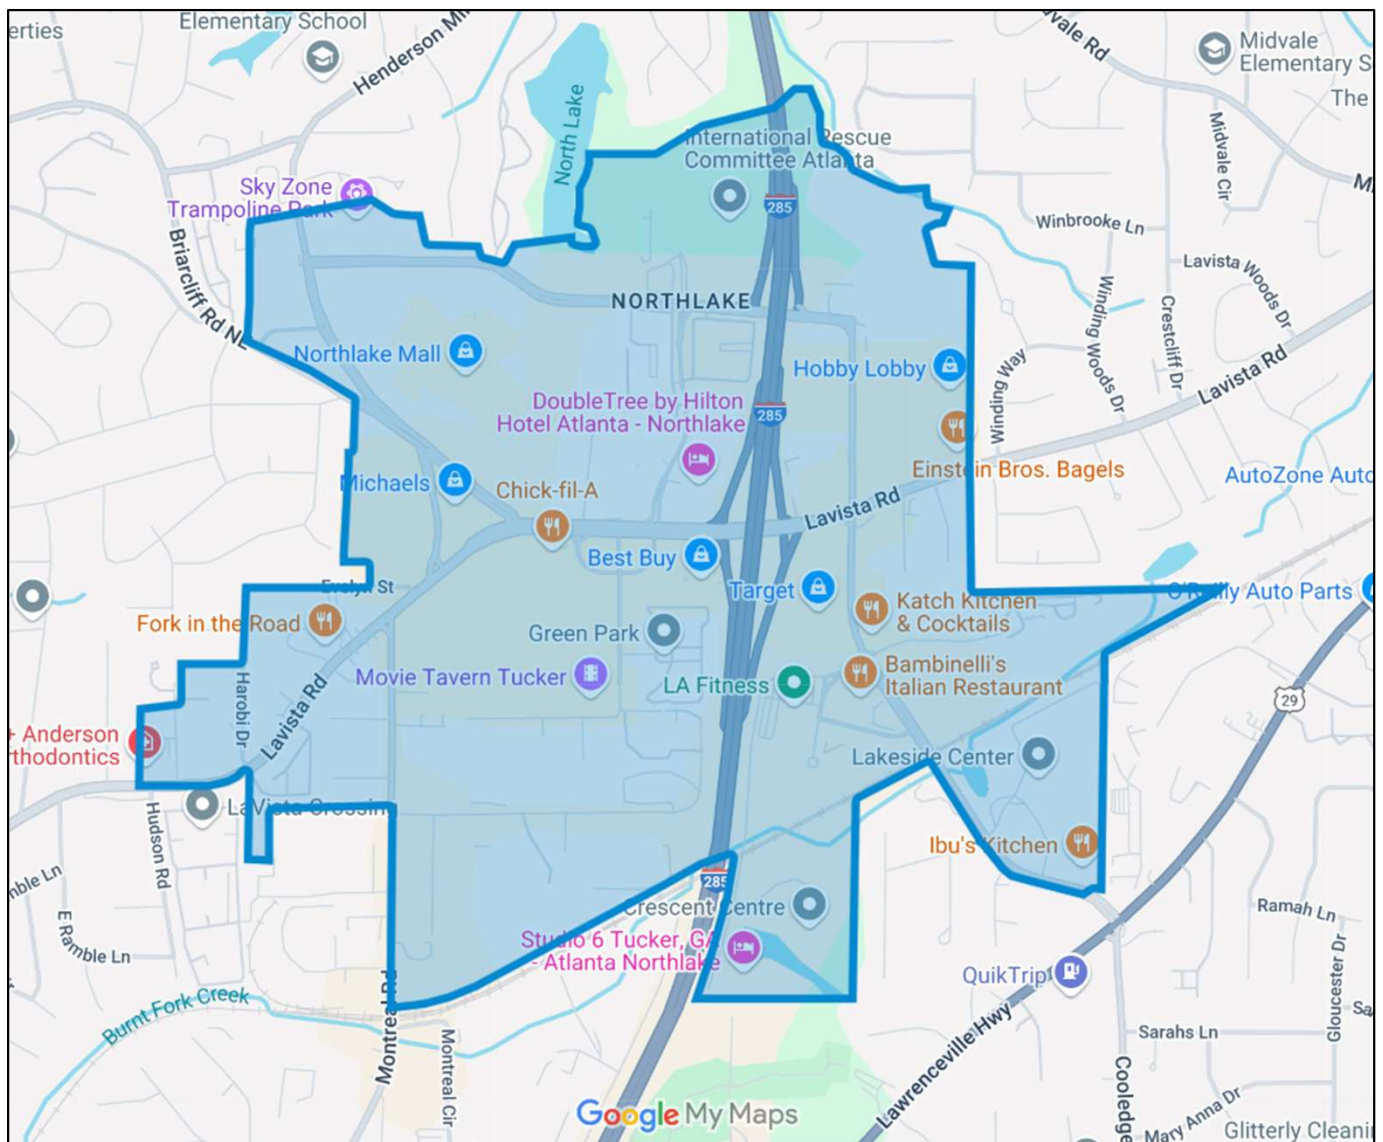 erties
Elementary School
Henderson Mi
vale Rd
Midvale
Elementary S
The
Midvale Cir
Mi
North Lake
International Rescue
Committee Atlanta
Sky Zone
Trampoline Park
285
Winbrooke Ln
Briarcliff Rd NE
Lavista Woods Dr
Winding Woods Dr
Crestcliff Dr
NORTHLAKE
Northlake Mall
Hobby Lobby
Winding Way
Lavista Rd
DoubleTree by Hilton
Hotel Atlanta - Northlake
285
Einstein Bros. Bagels
AutoZone Auto
Michaels
Chick-fil-A
Lavista Rd
Best Buy
Target
Evelyn St
O'Reilly Auto Parts
Fork in the Road
Katch Kitchen
& Cocktails
Green Park
Movie Tavern Tucker
LA Fitness
Bambinelli's
Italian Restaurant
Harobi Dr
Lavista Rd
29
+ Anderson
rthodontics
Lakeside Center
LaVista Crossing
Hudson Rd
Ibu's Kitchen
mble Ln
285
E Ramble Ln
Crescent Centre
Ramah Ln
Studio 6 Tucker, GA
- Atlanta Northlake
QuikTrip
Gloucester Dr
Burnt Fork Creek
Montreal Rd
Montreal Cir
Lawrenceville Hwy
Sarahs Ln
Sa
Cooledge
Mary Anna Dr
Google My Maps
Glitterly Cleani